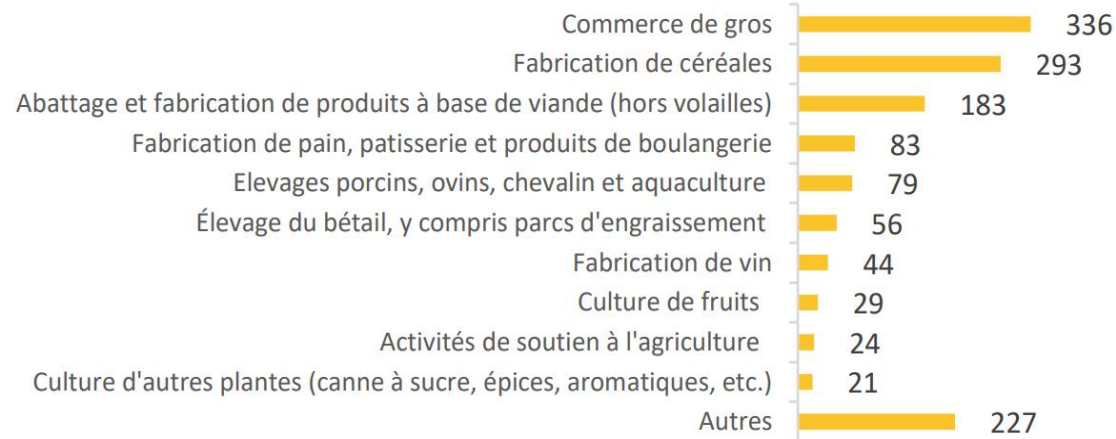 Commerce de gros 336
Fabrication de céréales 293
Abattage et fabrication de produits à base de viande (hors volailles) 183
Fabrication de pain, patisserie et produits de boulangerie 83
Elevages porcins, ovins, chevalin et aquaculture 79
Élevage du bétail, y compris parcs d'engraissement 56
Fabrication de vin 44
Culture de fruits 29
Activités de soutien à l'agriculture 24
Culture d'autres plantes (canne à sucre, épices, aromatiques, etc.) 21
Autres 227